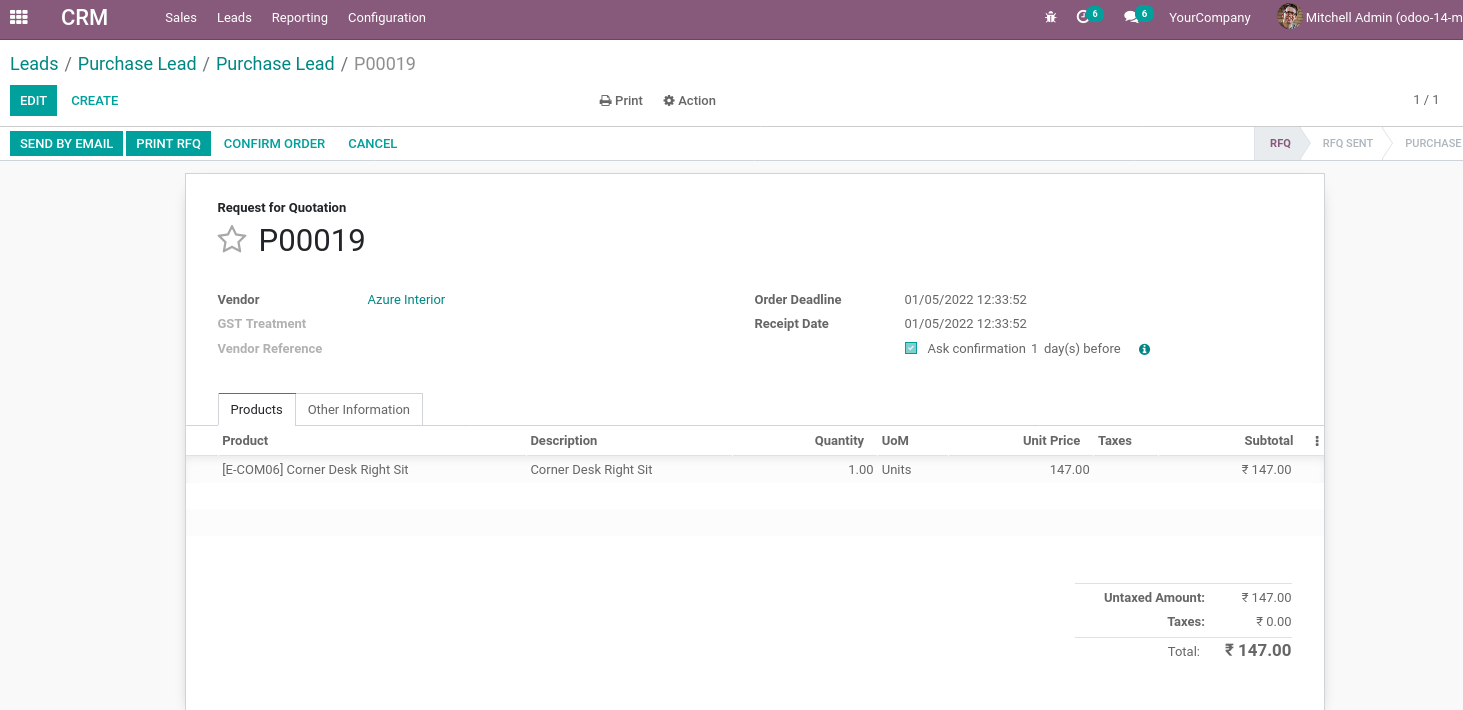 CRM Sales Leads Reporting Configuration 6 6 YourCompany Mitchell Admin (odoo-14-m
Leads / Purchase Lead / Purchase Lead / P00019
EDIT CREATE Print Action 1 / 1
SEND BY EMAIL PRINT RFQ CONFIRM ORDER CANCEL RFQ RFQ SENT PURCHASE
Request for Quotation
P00019
Vendor Azure Interior Order Deadline 01/05/2022 12:33:52
GST Treatment Receipt Date 01/05/2022 12:33:52
Vendor Reference Ask confirmation 1 day(s) before
Products Other Information
Product Description Quantity UoM Unit Price Taxes Subtotal
[E-COM06] Corner Desk Right Sit Corner Desk Right Sit 1.00 Units 147.00 ₹ 147.00
Untaxed Amount: ₹ 147.00
Taxes: ₹ 0.00
Total: ₹ 147.00